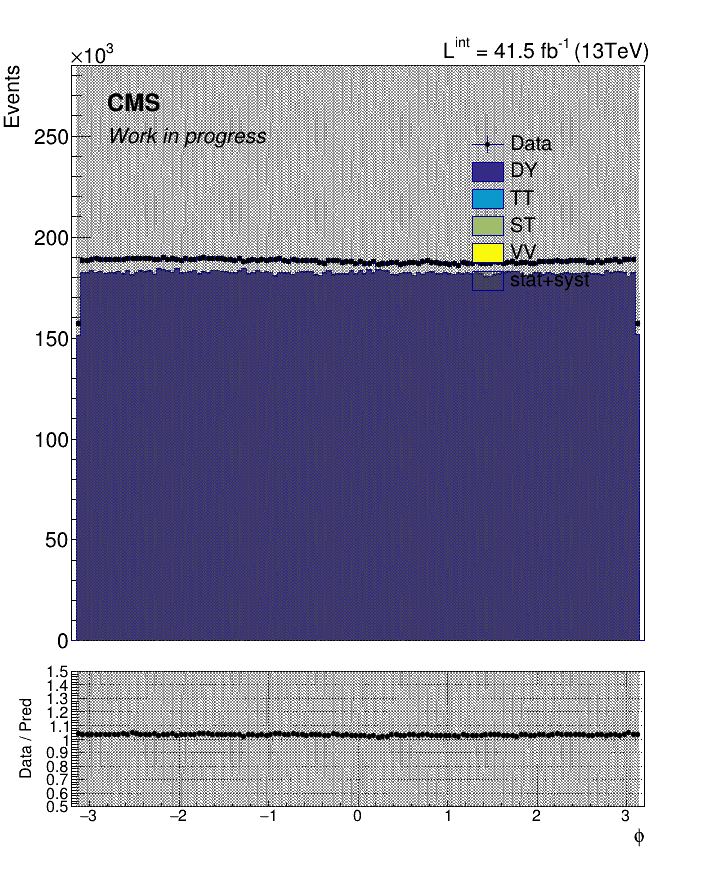 ×10³
L^int = 41.5 fb⁻¹ (13TeV)
Events
CMS
Work in progress
Data
DY
TT
ST
VV
stat+syst
250
200
150
100
50
0
Data / Pred
1.5
1.4
1.3
1.2
1.1
1
0.9
0.8
0.7
0.6
0.5
−3 −2 −1 0 1 2 3
ϕ